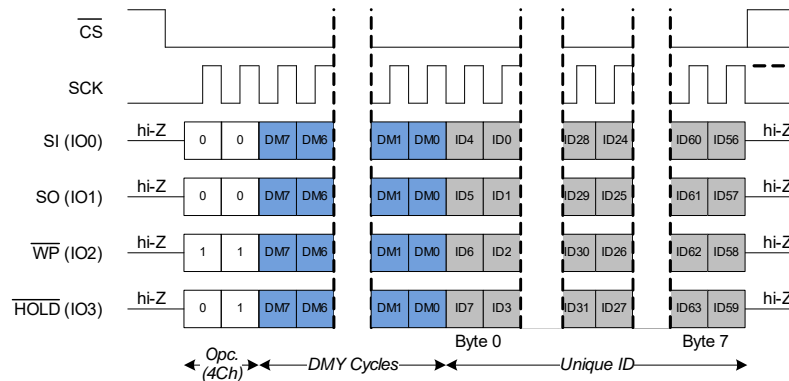 CS
SCK
SI (IO0) hi-Z 0 0 DM7 DM6 DM1 DM0 ID4 ID0 ID28 ID24 ID60 ID56 hi-Z
SO (IO1) hi-Z 0 0 DM7 DM6 DM1 DM0 ID5 ID1 ID29 ID25 ID61 ID57 hi-Z
WP (IO2) hi-Z 1 1 DM7 DM6 DM1 DM0 ID6 ID2 ID30 ID26 ID62 ID58 hi-Z
HOLD (IO3) hi-Z 0 1 DM7 DM6 DM1 DM0 ID7 ID3 ID31 ID27 ID63 ID59 hi-Z
Byte 0 Byte 7
Opc. DMY Cycles Unique ID
(4Ch)